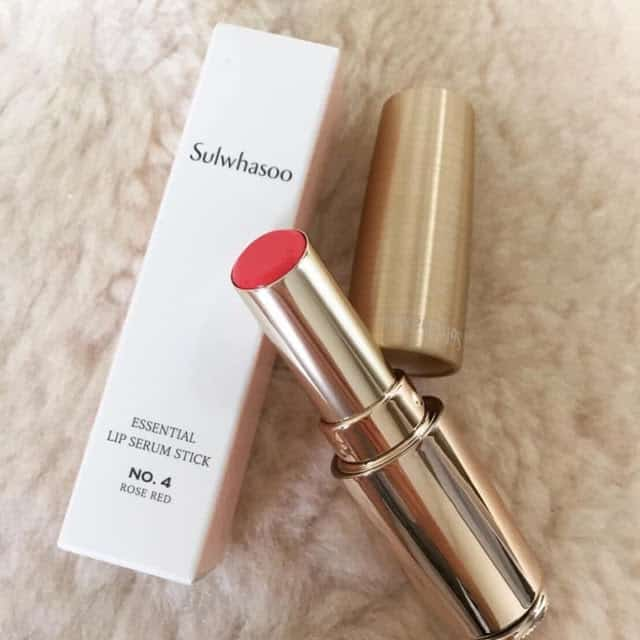 Sulwhasoo
ESSENTIAL
LIP SERUM STICK
NO. 4
ROSE RED